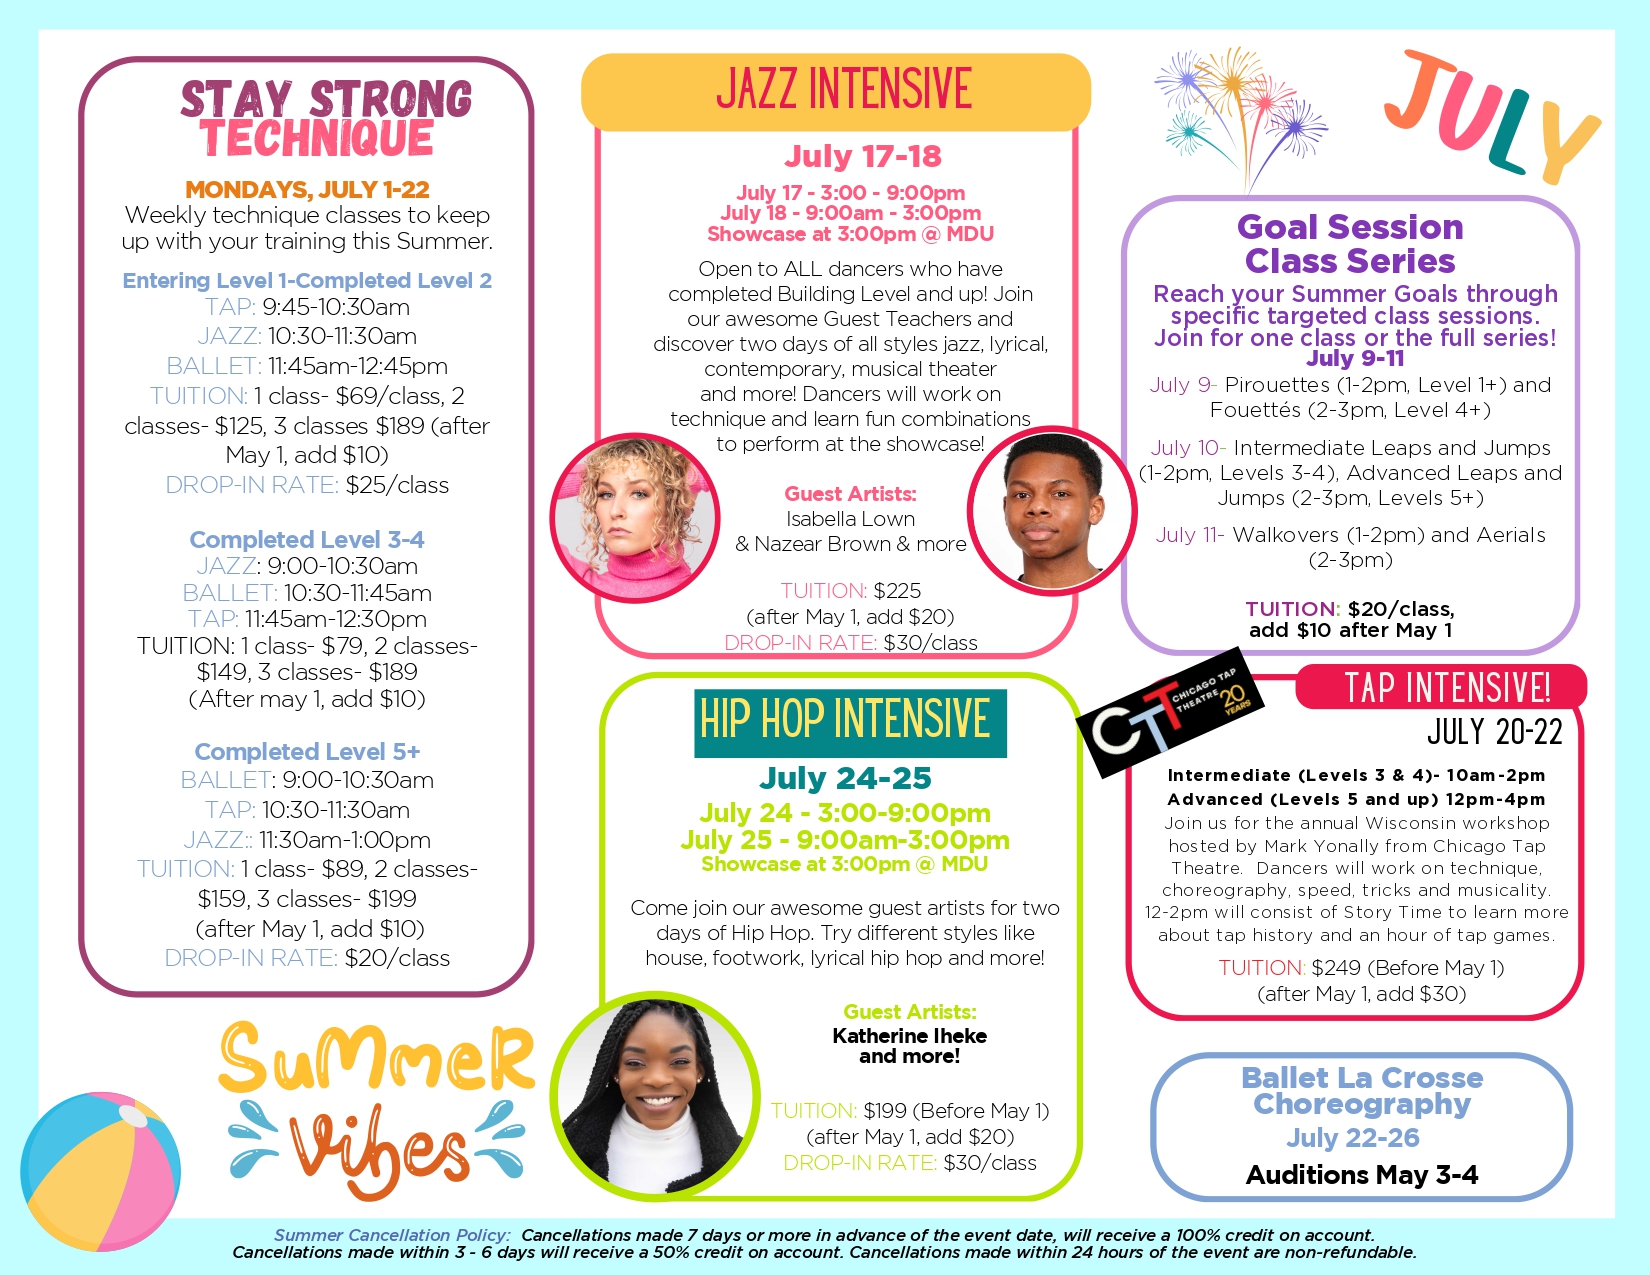 STAY STRONG
TECHNIQUE
MONDAYS, JULY 1-22
Weekly technique classes to keep
up with your training this Summer.
Entering Level 1-Completed Level 2
TAP: 9:45-10:30am
JAZZ: 10:30-11:30am
BALLET: 11:45am-12:45pm
TUITION: 1 class- $69/class, 2
classes- $125, 3 classes $189 (after
May 1, add $10)
DROP-IN RATE: $25/class
Completed Level 3-4
JAZZ: 9:00-10:30am
BALLET: 10:30-11:45am
TAP: 11:45am-12:30pm
TUITION: 1 class- $79, 2 classes-
$149, 3 classes- $189
(After may 1, add $10)
Completed Level 5+
BALLET: 9:00-10:30am
TAP: 10:30-11:30am
JAZZ:: 11:30am-1:00pm
TUITION: 1 class- $89, 2 classes-
$159, 3 classes- $199
(after May 1, add $10)
DROP-IN RATE: $20/class
SuMmeR
Vibes
JAZZ INTENSIVE
July 17-18
July 17 - 3:00 - 9:00pm
July 18 - 9:00am - 3:00pm
Showcase at 3:00pm @ MDU
Open to ALL dancers who have
completed Building Level and up! Join
our awesome Guest Teachers and
discover two days of all styles jazz, lyrical,
contemporary, musical theater
and more! Dancers will work on
technique and learn fun combinations
to perform at the showcase!
Guest Artists:
Isabella Lown
& Nazear Brown & more
TUITION: $225
(after May 1, add $20)
DROP-IN RATE: $30/class
HIP HOP INTENSIVE
July 24-25
July 24 - 3:00-9:00pm
July 25 - 9:00am-3:00pm
Showcase at 3:00pm @ MDU
Come join our awesome guest artists for two
days of Hip Hop. Try different styles like
house, footwork, lyrical hip hop and more!
Guest Artists:
Katherine Iheke
and more!
TUITION: $199 (Before May 1)
(after May 1, add $20)
DROP-IN RATE: $30/class
JULY
Goal Session
Class Series
Reach your Summer Goals through
specific targeted class sessions.
Join for one class or the full series!
July 9-11
July 9- Pirouettes (1-2pm, Level 1+) and
Fouettés (2-3pm, Level 4+)
July 10- Intermediate Leaps and Jumps
(1-2pm, Levels 3-4), Advanced Leaps and
Jumps (2-3pm, Levels 5+)
July 11- Walkovers (1-2pm) and Aerials
(2-3pm)
TUITION: $20/class,
add $10 after May 1
CTT
CHICAGO TAP
THEATRE 20
YEARS
TAP INTENSIVE!
JULY 20-22
Intermediate (Levels 3 & 4)- 10am-2pm
Advanced (Levels 5 and up) 12pm-4pm
Join us for the annual Wisconsin workshop
hosted by Mark Yonally from Chicago Tap
Theatre. Dancers will work on technique,
choreography, speed, tricks and musicality.
12-2pm will consist of Story Time to learn more
about tap history and an hour of tap games.
TUITION: $249 (Before May 1)
(after May 1, add $30)
Ballet La Crosse
Choreography
July 22-26
Auditions May 3-4
Summer Cancellation Policy: Cancellations made 7 days or more in advance of the event date, will receive a 100% credit on account.
Cancellations made within 3 - 6 days will receive a 50% credit on account. Cancellations made within 24 hours of the event are non-refundable.